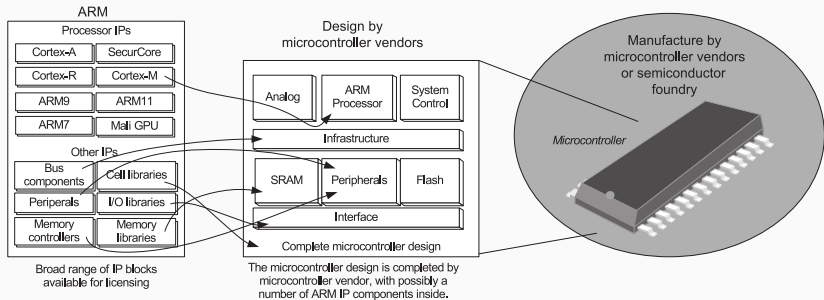 ARM
Processor IPs
Cortex-A
SecurCore
Cortex-R
Cortex-M
ARM9
ARM11
ARM7
Mali GPU
Other IPs
Bus
components
Cell libraries
Periperals
I/O libraries
Memory
controllers
Memory
libraries
Broad range of IP blocks
available for licensing
Design by
microcontroller vendors
Analog
ARM
Processor
System
Control
Infrastructure
SRAM
Peripherals
Flash
Interface
Complete microcontroller design
The microcontroller design is completed by
microcontroller vendor, with possibly a
number of ARM IP components inside.
Manufacture by
microcontroller vendors
or semiconductor
foundry
Microcontroller